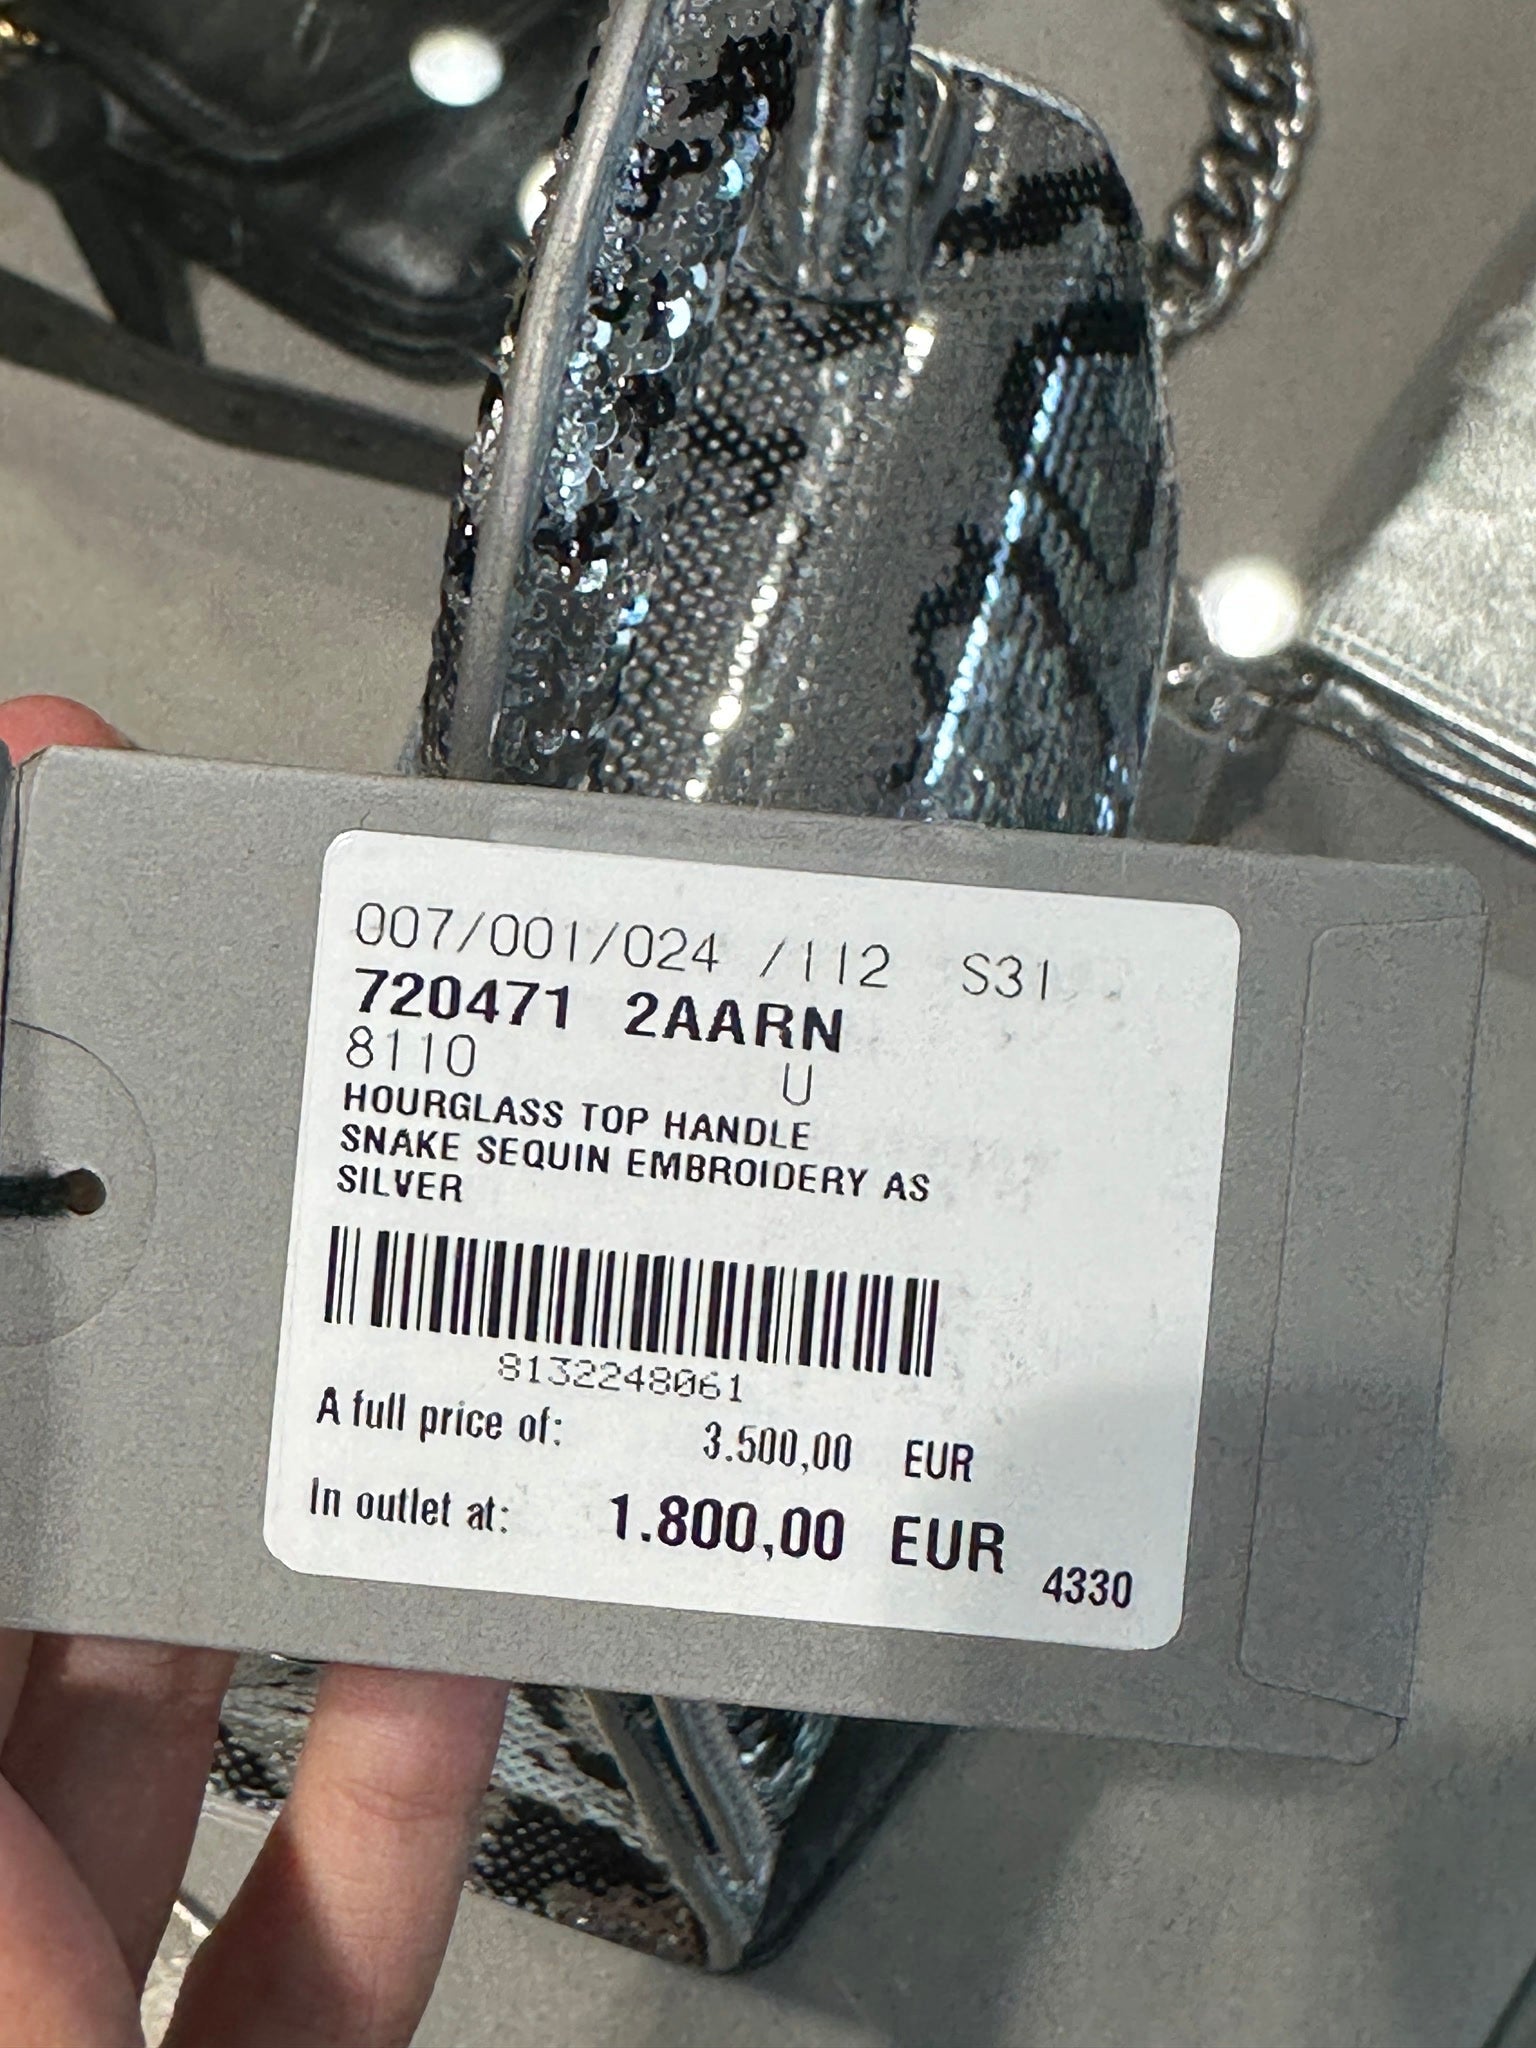 007/001/024 /112 S31
720471 2AARN
8110 U
HOURGLASS TOP HANDLE
SNAKE SEQUIN EMBROIDERY AS
SILVER
8132248061
A full price of: 3.500,00 EUR
In outlet at: 1.800,00 EUR 4330